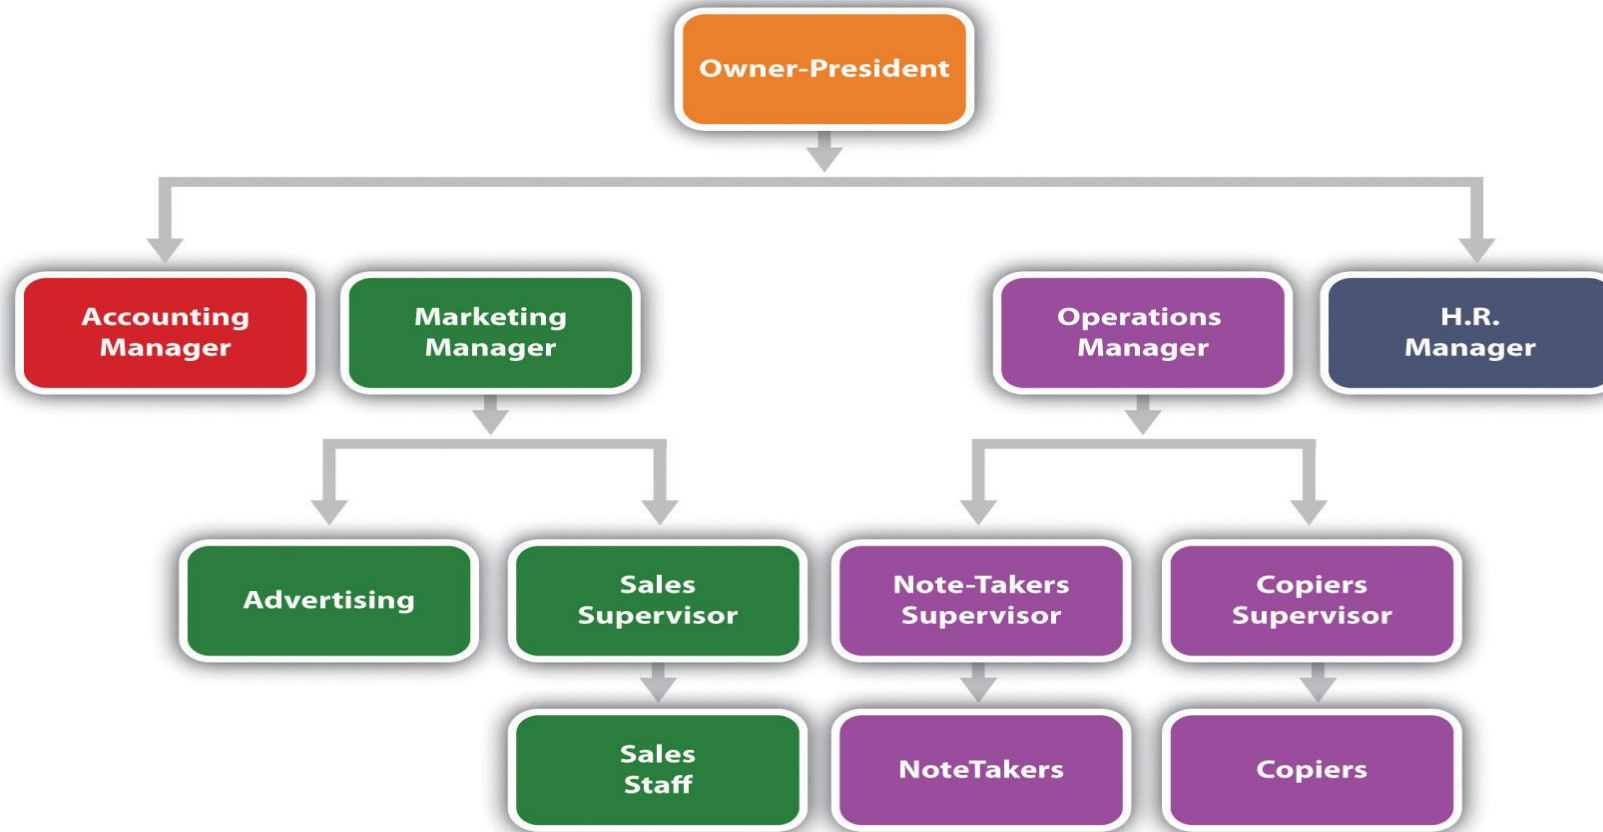 Owner-President
Accounting
Manager
Marketing
Manager
Operations
Manager
H.R.
Manager
Advertising
Sales
Supervisor
Note-Takers
Supervisor
Copiers
Supervisor
Sales
Staff
NoteTakers
Copiers